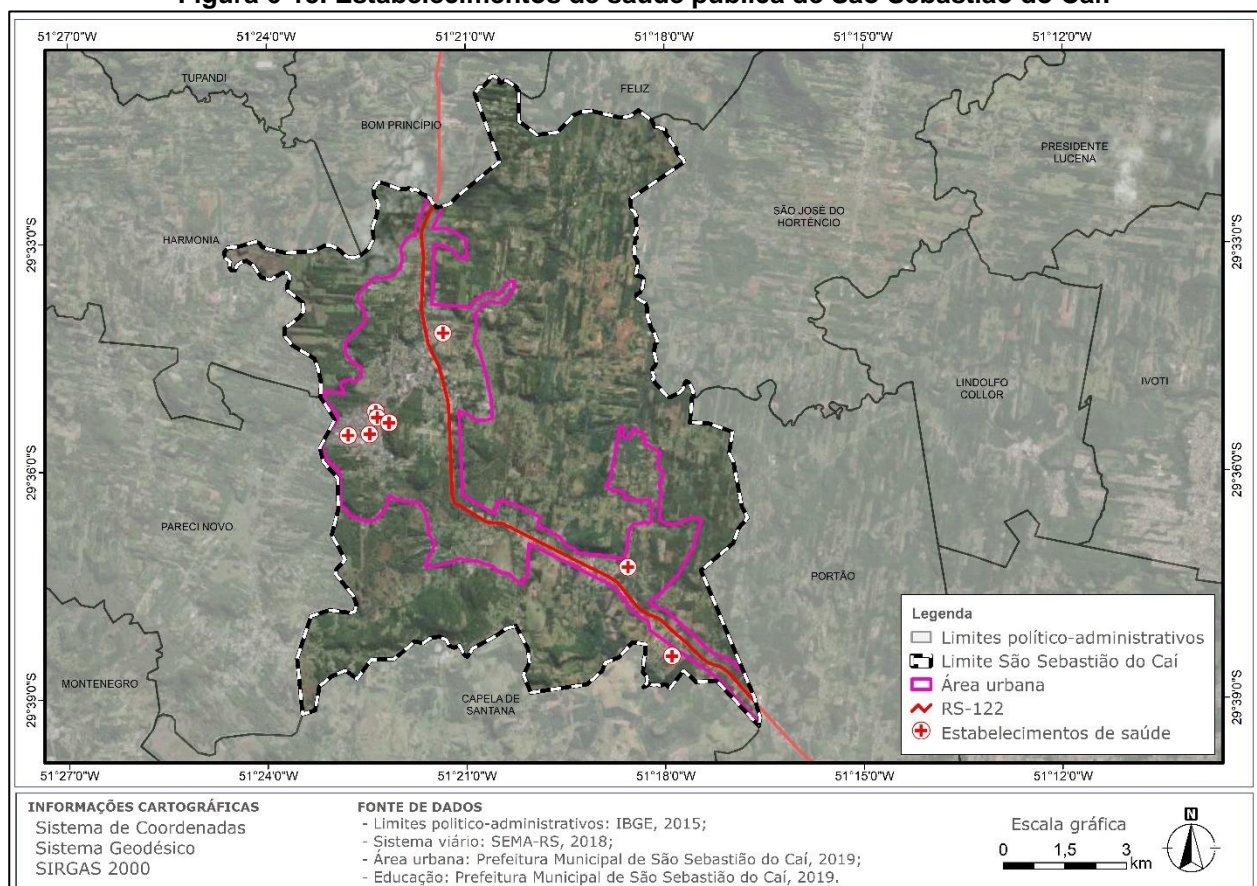 Figura 6-16: Estabelecimentos de saúde pública de São Sebastião do Caí.
51°27'0"W 51°24'0"W 51°21'0"W 51°18'0"W 51°15'0"W 51°12'0"W
TUPANDI
FELIZ
BOM PRINCÍPIO
PRESIDENTE
LUCENA
SÃO JOSÉ DO
HORTÊNCIO
HARMONIA
29°33'0"S
29°33'0"S
LINDOLFO
COLLOR
IVOTI
29°36'0"S
29°36'0"S
PARECI NOVO
PORTÃO
MONTENEGRO
CAPELA DE
SANTANA
29°39'0"S
29°39'0"S
Legenda
Limites político-administrativos
Limite São Sebastião do Caí
Área urbana
RS-122
Estabelecimentos de saúde
51°27'0"W 51°24'0"W 51°21'0"W 51°18'0"W 51°15'0"W 51°12'0"W
INFORMAÇÕES CARTOGRÁFICAS
Sistema de Coordenadas
Sistema Geodésico
SIRGAS 2000
FONTE DE DADOS
- Limites politico-administrativos: IBGE, 2015;
- Sistema viário: SEMA-RS, 2018;
- Área urbana: Prefeitura Municipal de São Sebastião do Caí, 2019;
- Educação: Prefeitura Municipal de São Sebastião do Caí, 2019.
Escala gráfica
0 1,5 3
km
N